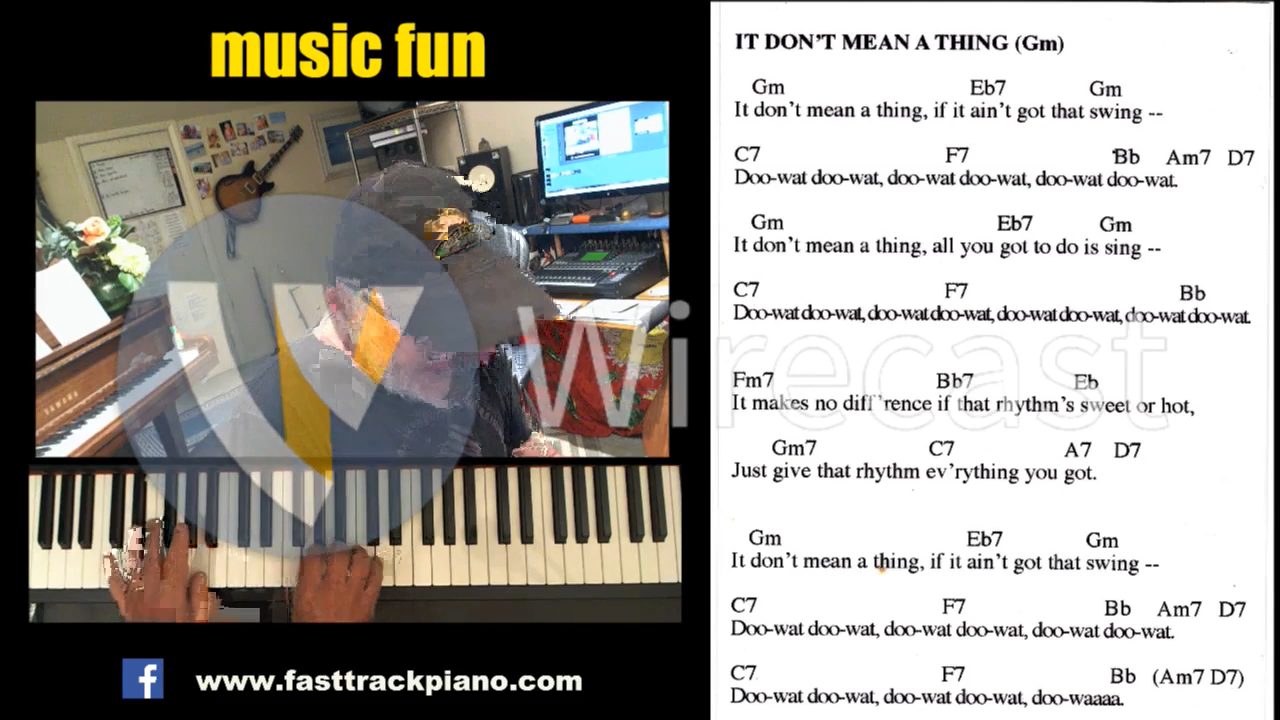 music fun
YAMAHA
Wirecast
f www.fasttrackpiano.com
IT DON'T MEAN A THING (Gm)
Gm Eb7 Gm
It don't mean a thing, if it ain't got that swing --
C7 F7 Bb Am7 D7
Doo-wat doo-wat, doo-wat doo-wat, doo-wat doo-wat.
Gm Eb7 Gm
It don't mean a thing, all you got to do is sing --
C7 F7 Bb
Doo-wat doo-wat, doo-wat doo-wat, doo-wat doo-wat, doo-wat doo-wat.
Fm7 Bb7 Eb
It makes no diff'rence if that rhythm's sweet or hot,
Gm7 C7 A7 D7
Just give that rhythm ev'rything you got.
Gm Eb7 Gm
It don't mean a thing, if it ain't got that swing --
C7 F7 Bb Am7 D7
Doo-wat doo-wat, doo-wat doo-wat, doo-wat doo-wat.
C7 F7 Bb (Am7 D7)
Doo-wat doo-wat, doo-wat doo-wat, doo-waaaa.